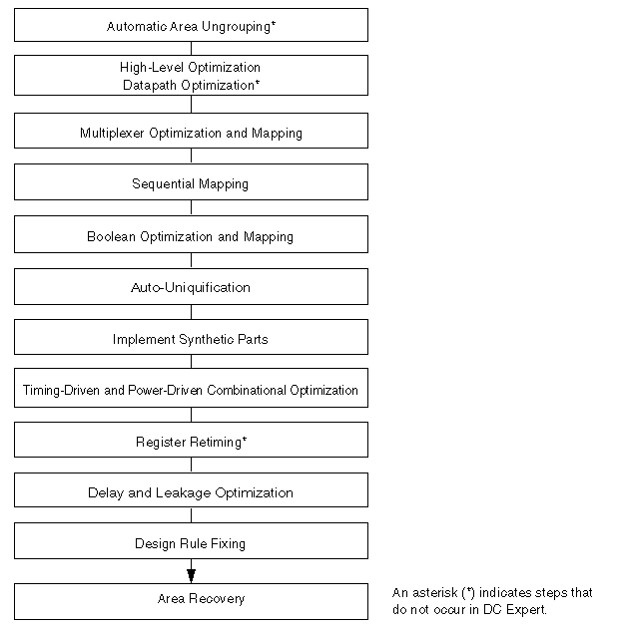 Automatic Area Ungrouping*
High-Level Optimization
Datapath Optimization*
Multiplexer Optimization and Mapping
Sequential Mapping
Boolean Optimization and Mapping
Auto-Uniquification
Implement Synthetic Parts
Timing-Driven and Power-Driven Combinational Optimization
Register Retiming*
Delay and Leakage Optimization
Design Rule Fixing
Area Recovery
An asterisk (*) indicates steps that
do not occur in DC Expert.